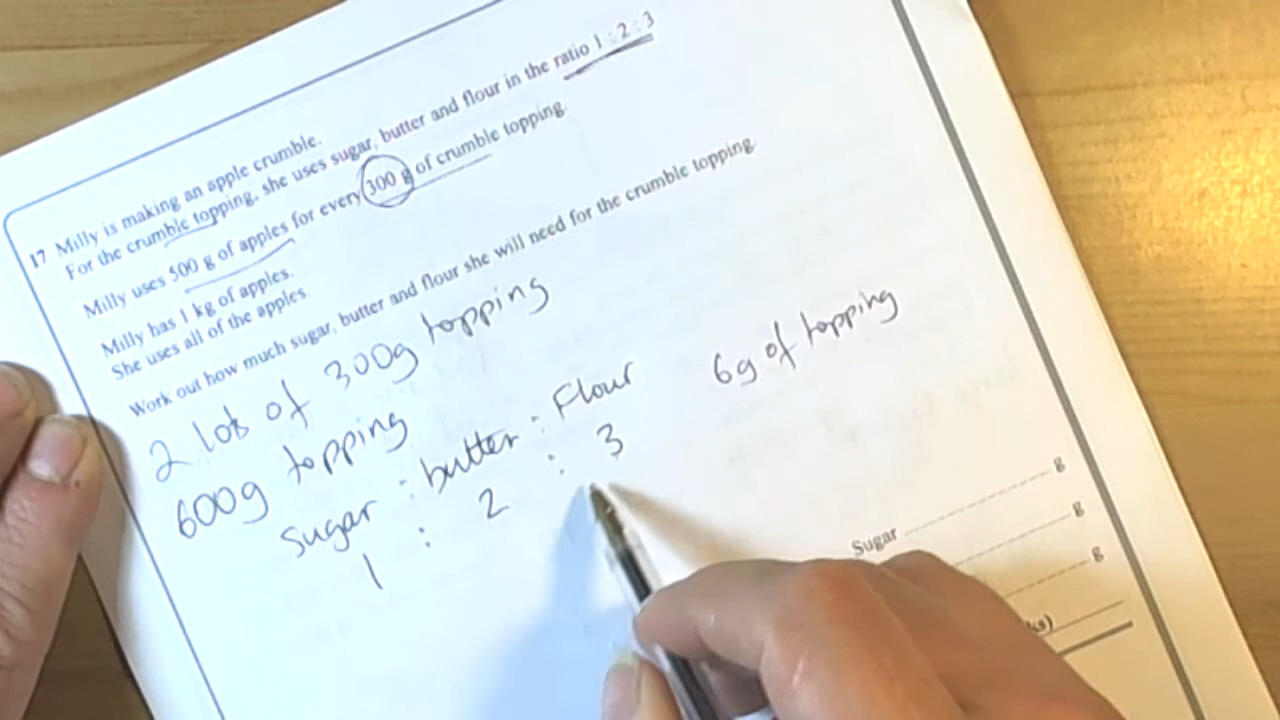 17 Milly is making an apple crumble.
For the crumble topping, she uses sugar, butter and flour in the ratio 1 : 2 : 3
Milly uses 500 g of apples for every 300 g of crumble topping.
Milly has 1 kg of apples.
She uses all of the apples.
Work out how much sugar, butter and flour she will need for the crumble topping.
2 lots of 300g topping
600g topping
Sugar : butter : Flour
1 : 2 : 3
6g of topping
Sugar g
g
g